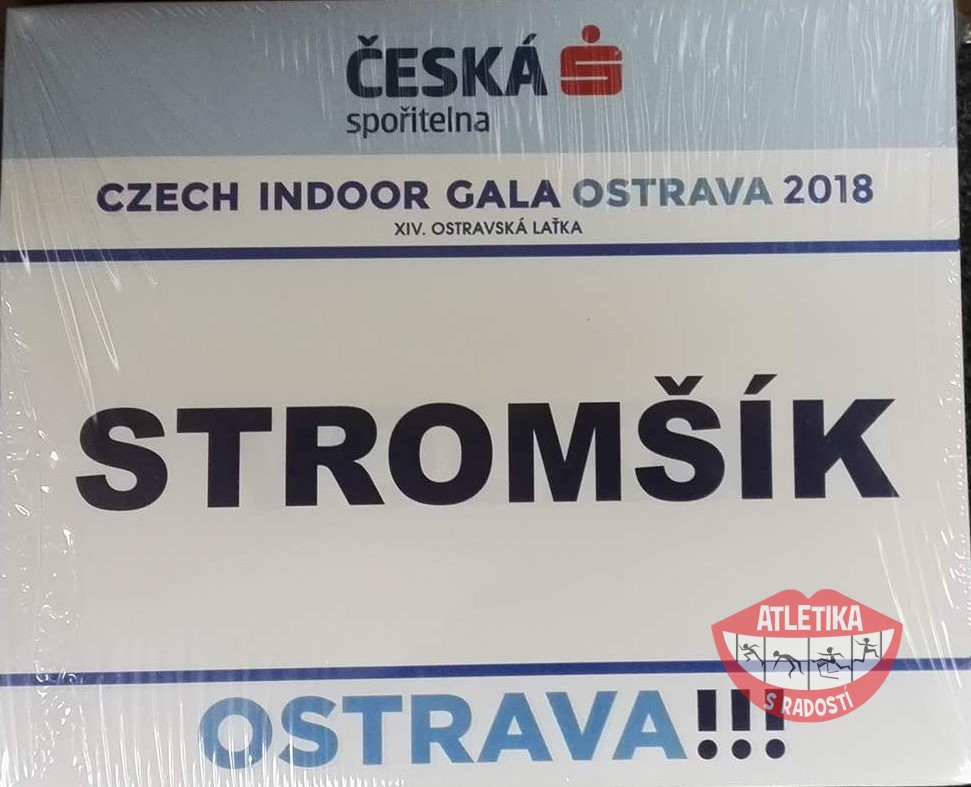 ČESKÁ
spořitelna
CZECH INDOOR GALA OSTRAVA 2018
XIV. OSTRAVSKÁ LAŤKA
STROMŠÍK
ATLETIKA
S RADOSTÍ
OSTRAVA!!!